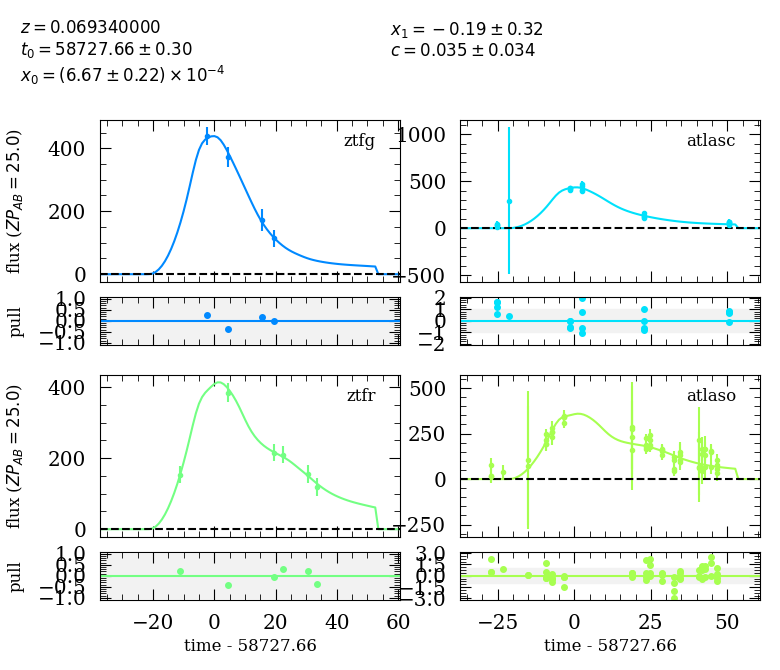 z = 0.069340000
t₀ = 58727.66 ± 0.30
x₀ = (6.67 ± 0.22) × 10⁻⁴
x₁ = −0.19 ± 0.32
c = 0.035 ± 0.034
ztfg
flux (ZP_AB = 25.0)
400
200
0
atlasc
1000
500
0
−500
pull
1.0
0.5
0.0
−0.5
−1.0
2
1
0
−1
−2
ztfr
flux (ZP_AB = 25.0)
400
200
0
atlaso
500
250
0
−250
pull
1.0
0.5
0.0
−0.5
−1.0
3.0
1.5
0.0
−1.5
−3.0
−20 0 20 40 60
time - 58727.66
−25 0 25 50
time - 58727.66